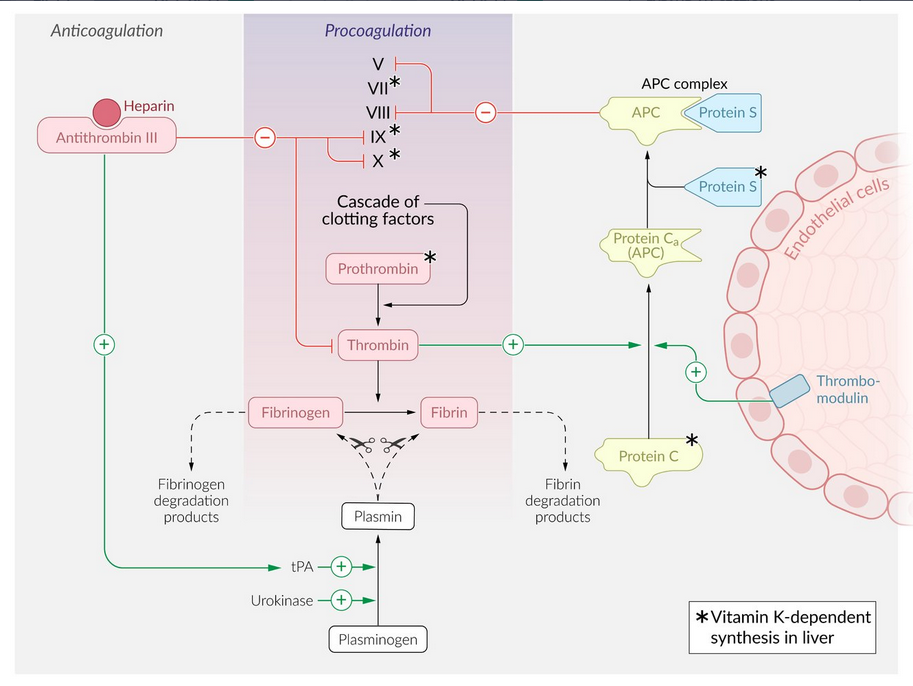 Anticoagulation
Procoagulation
V
VII*
VIII
IX*
X*
Heparin
Antithrombin III
−
−
APC complex
APC
Protein S
Protein S*
Protein Cₐ
(APC)
Endothelial cells
Cascade of
clotting factors
Prothrombin*
Thrombin
+
+
+
Thrombo-
modulin
Fibrinogen
Fibrin
Protein C*
Fibrinogen
degradation
products
Fibrin
degradation
products
Plasmin
tPA
+
Urokinase
+
Plasminogen
*Vitamin K-dependent
synthesis in liver